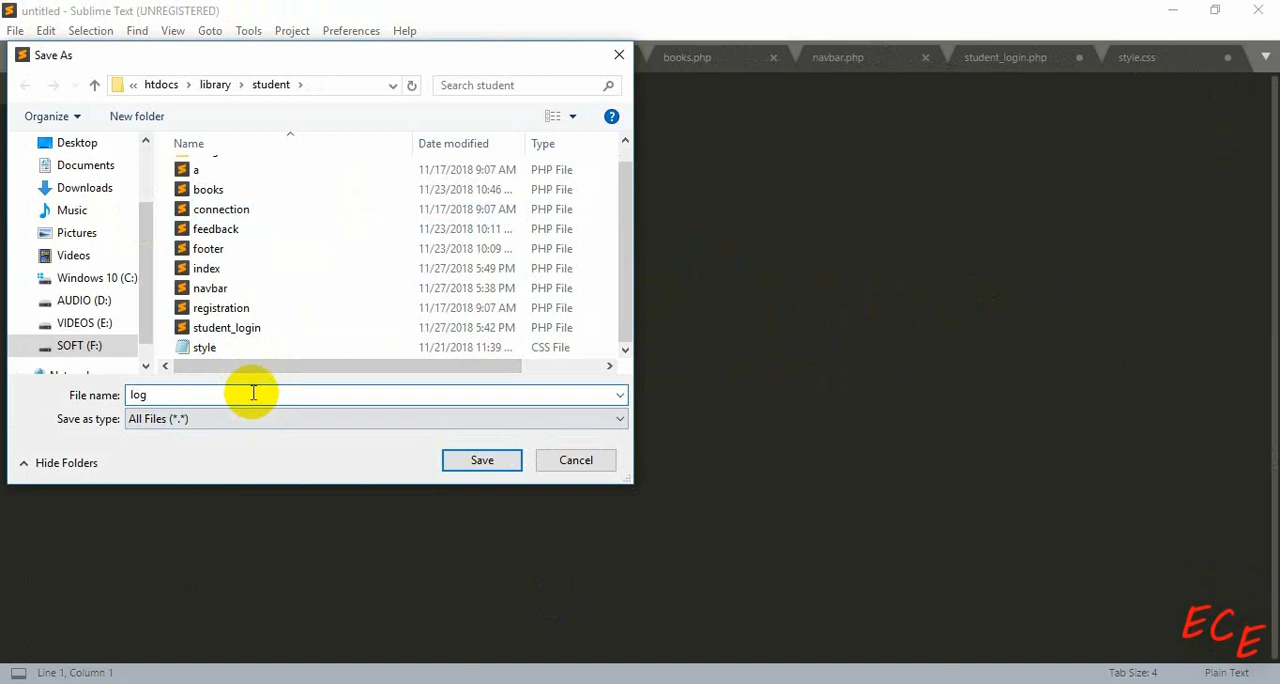 untitled - Sublime Text (UNREGISTERED)
File Edit Selection Find View Goto Tools Project Preferences Help
Save As
books.php navbar.php student_login.php style.css
« htdocs library student
Search student
Organize New folder
Name Date modified Type
Desktop
Documents
Downloads
Music
Pictures
Videos
Windows 10 (C:)
AUDIO (D:)
VIDEOS (E:)
SOFT (F:)
a 11/17/2018 9:07 AM PHP File
books 11/23/2018 10:46 ... PHP File
connection 11/17/2018 9:07 AM PHP File
feedback 11/23/2018 10:11 ... PHP File
footer 11/23/2018 10:09 ... PHP File
index 11/27/2018 5:49 PM PHP File
navbar 11/27/2018 5:38 PM PHP File
registration 11/17/2018 9:07 AM PHP File
student_login 11/27/2018 5:42 PM PHP File
style 11/21/2018 11:39 ... CSS File
File name: log
Save as type: All Files (*.*)
Hide Folders
Save Cancel
ECE
Line 1, Column 1
Tab Size: 4 Plain Text